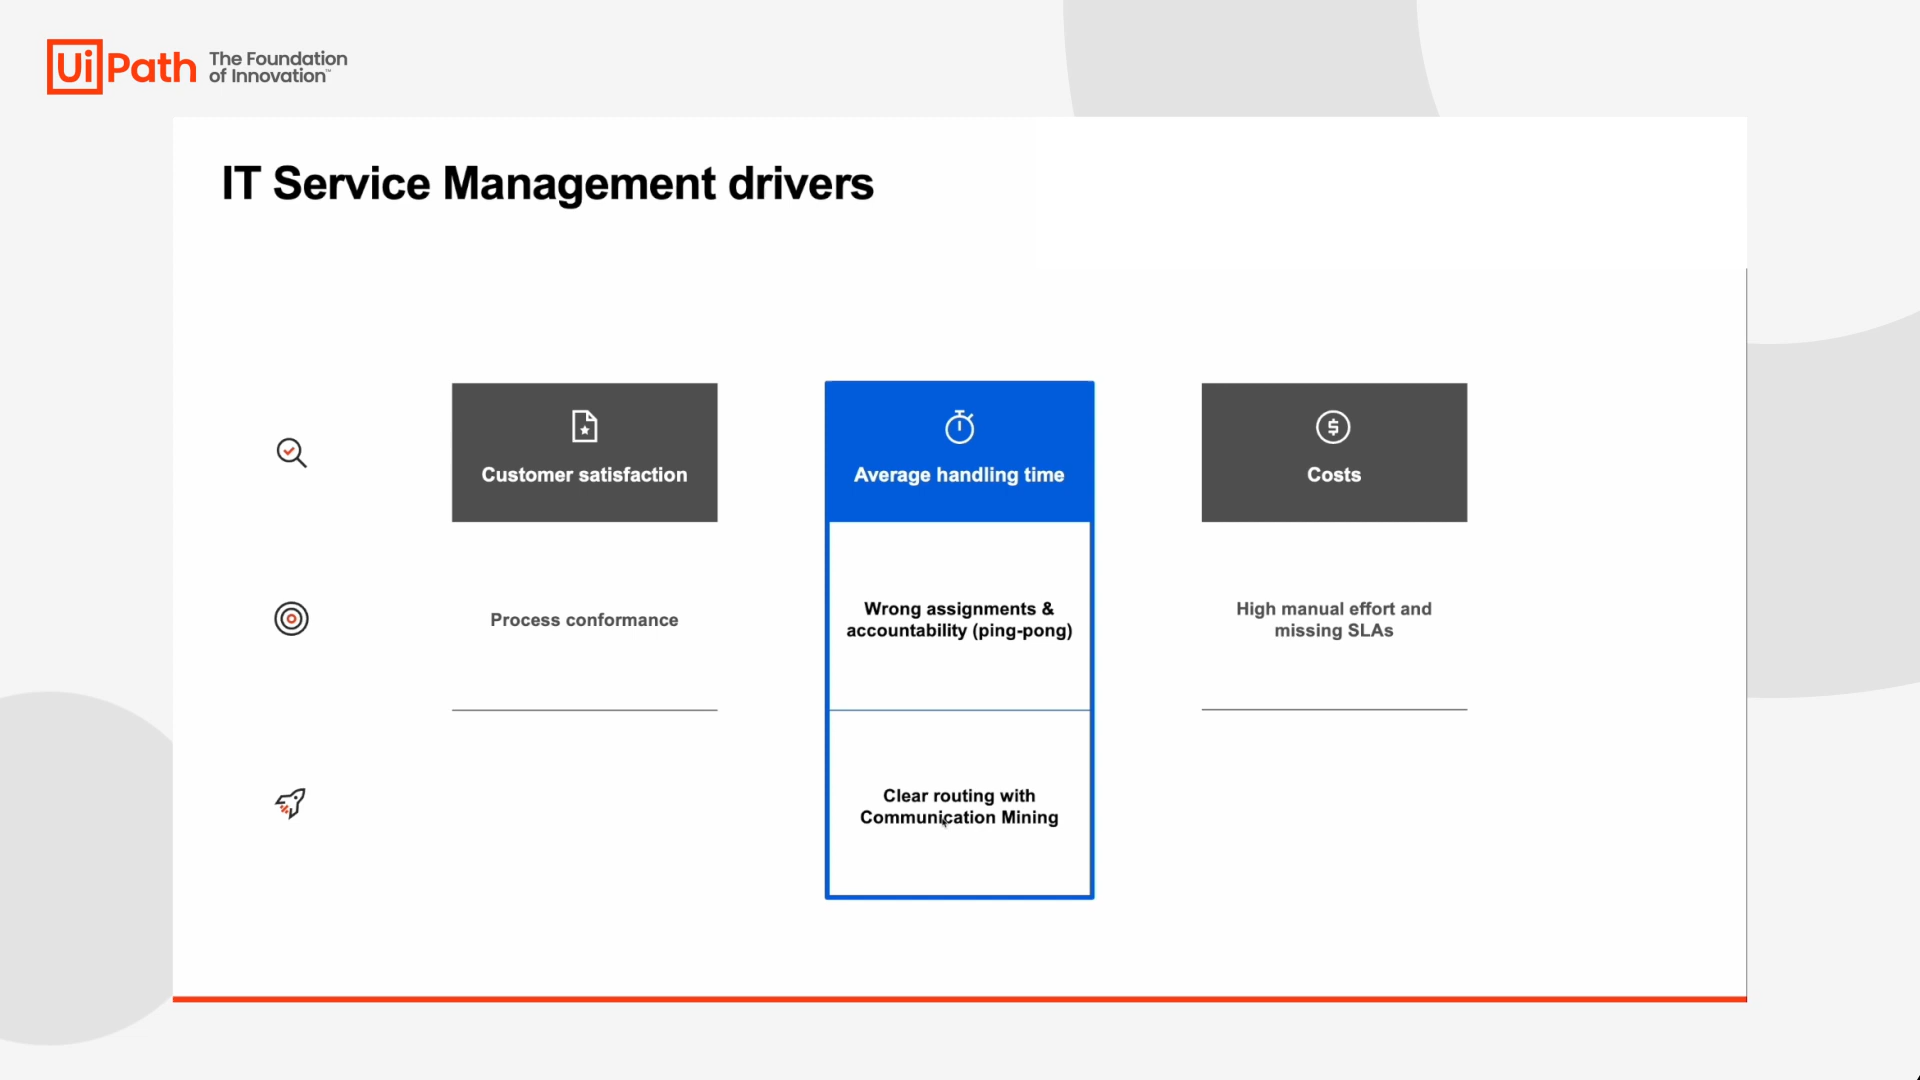 UiPath The Foundation
of Innovation™
IT Service Management drivers
Customer satisfaction
Average handling time
Costs
Process conformance
Wrong assignments &
accountability (ping-pong)
High manual effort and
missing SLAs
Clear routing with
Communication Mining